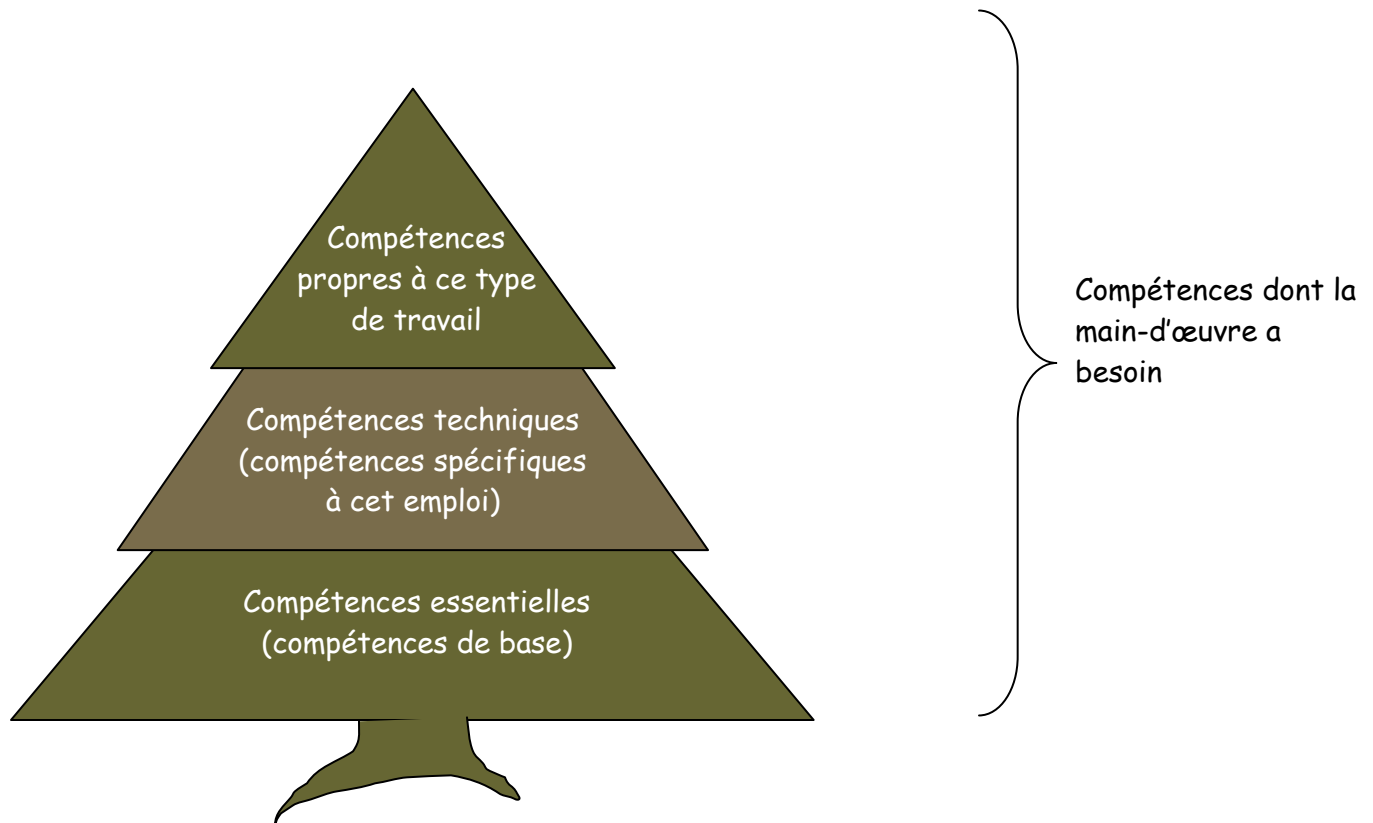 Compétences
propres à ce type
de travail
Compétences dont la
main-d’œuvre a
besoin
Compétences techniques
(compétences spécifiques
à cet emploi)
Compétences essentielles
(compétences de base)